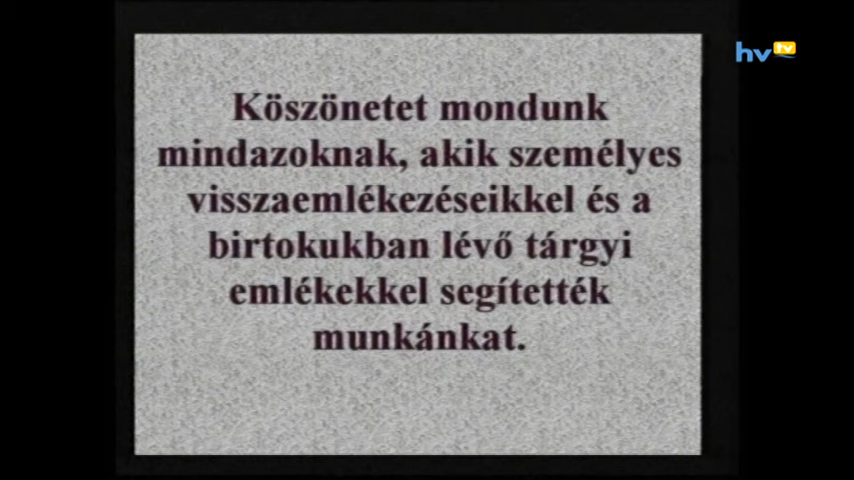 hv tv
Köszönetet mondunk
mindazoknak, akik személyes
visszaemlékezéseikkel és a
birtokukban lévő tárgyi
emlékekkel segítették
munkánkat.